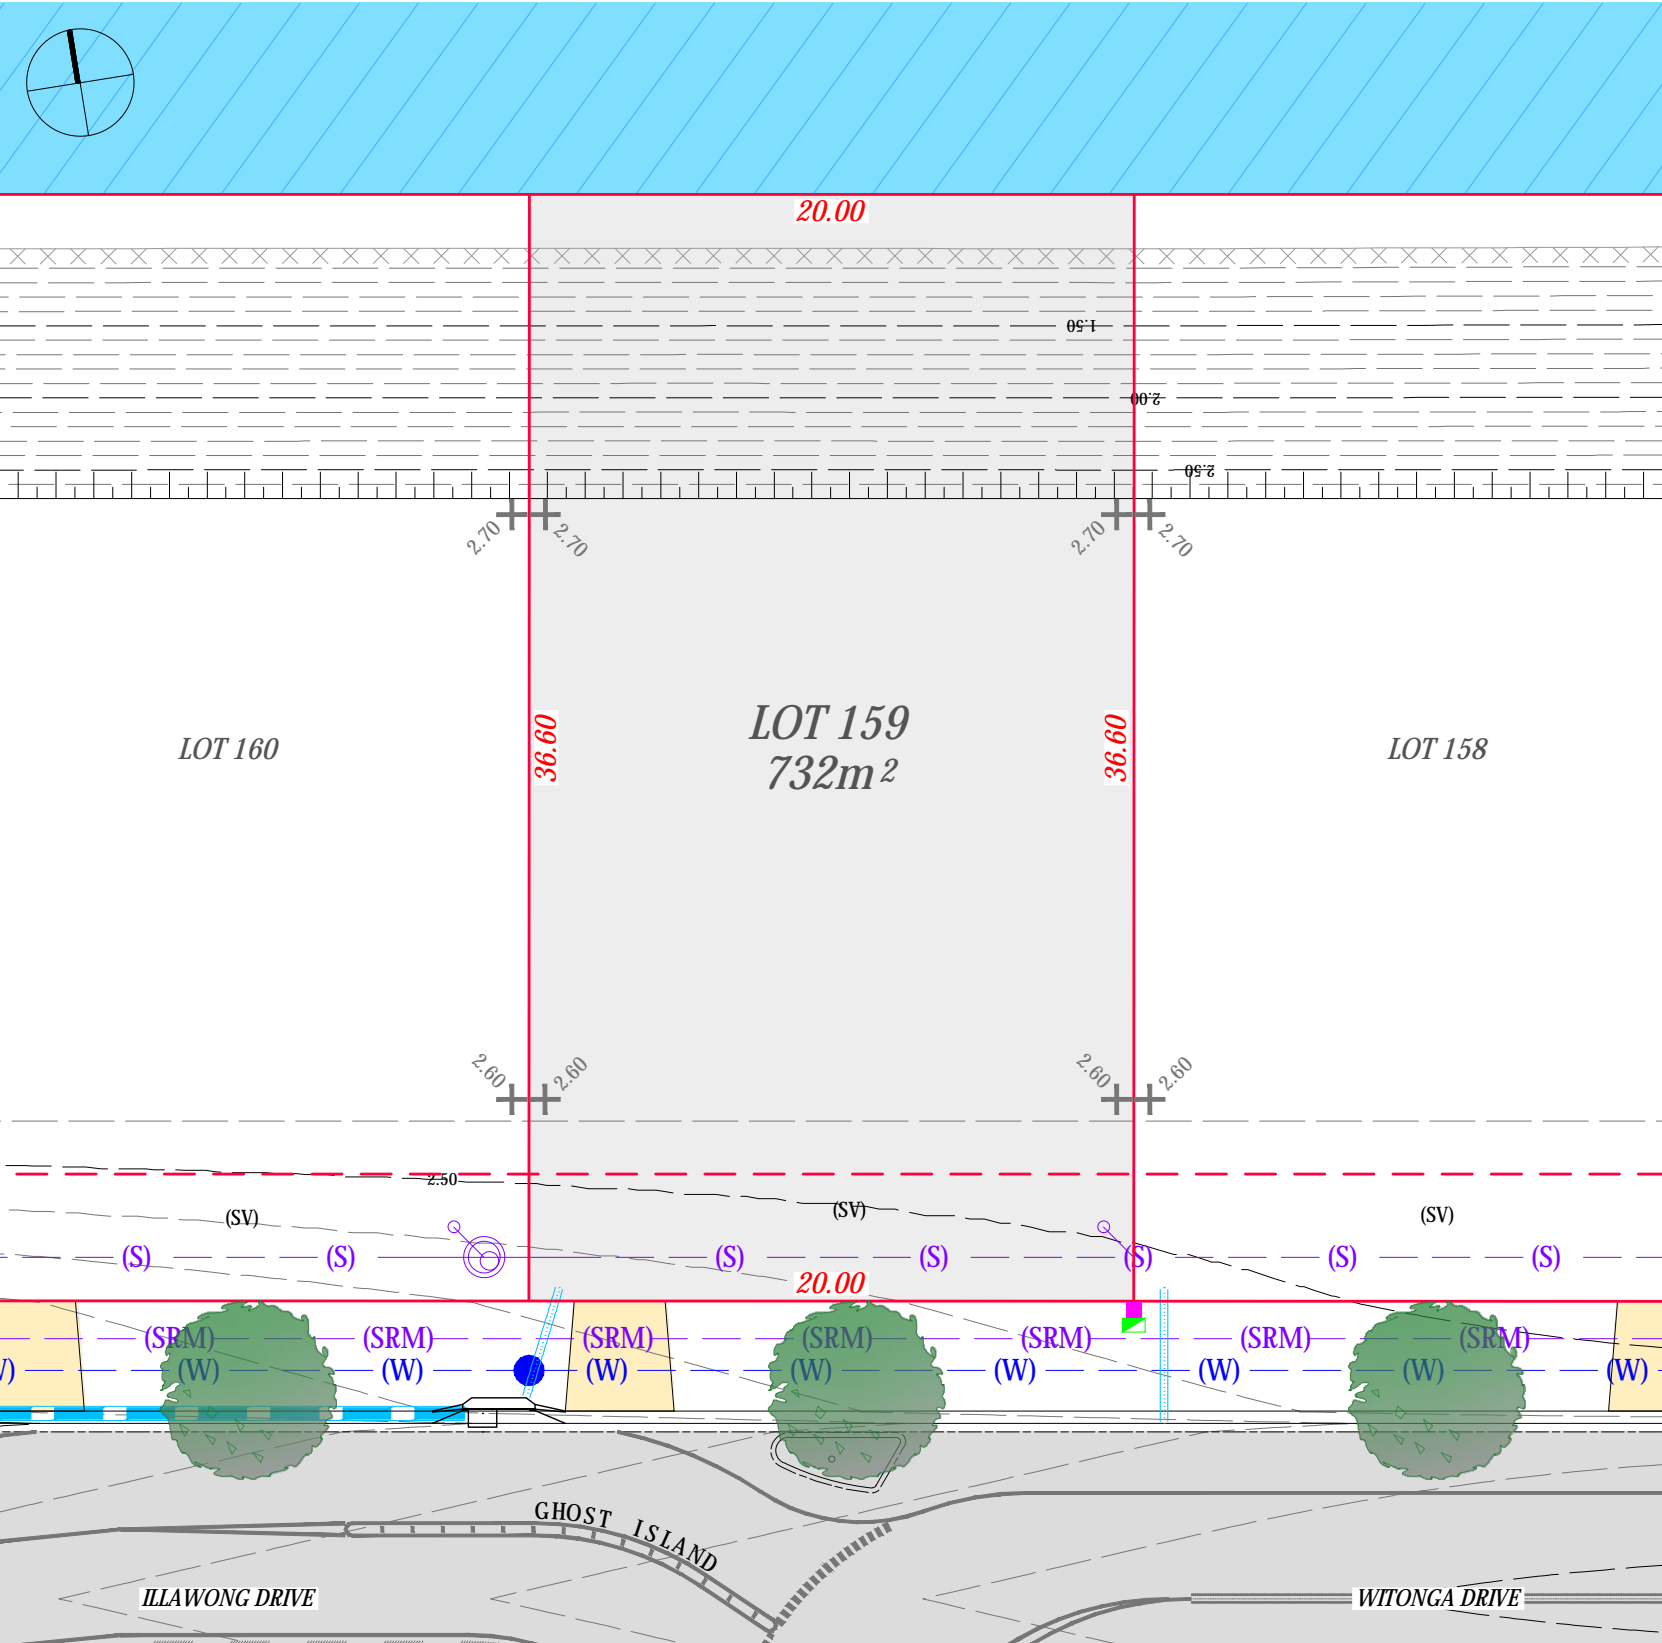 20.00
1.50
2.00
2.50
2.70 2.70 2.70 2.70
LOT 159
732m²
LOT 160
36.60
36.60
LOT 158
2.60 2.60 2.60 2.60
2.50
(SV) (SV) (SV)
(S) (S) (S) (S) (S) (S) (S)
20.00
(SRM) (SRM) (SRM) (SRM) (SRM) (SRM) (SRM)
W) (W) (W) (W) (W) (W) (W) (W) (W)
GHOST ISLAND
ILLAWONG DRIVE
WITONGA DRIVE